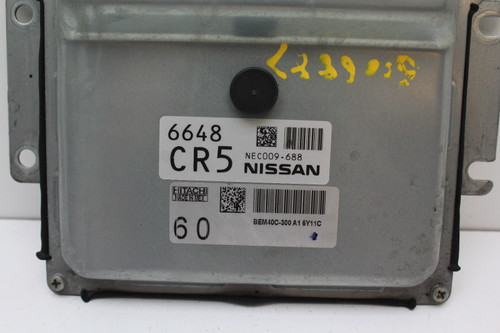 6648
CR5
NEC009-688
NISSAN
HITACHI
60
BEM40C-300 A1 6Y11C